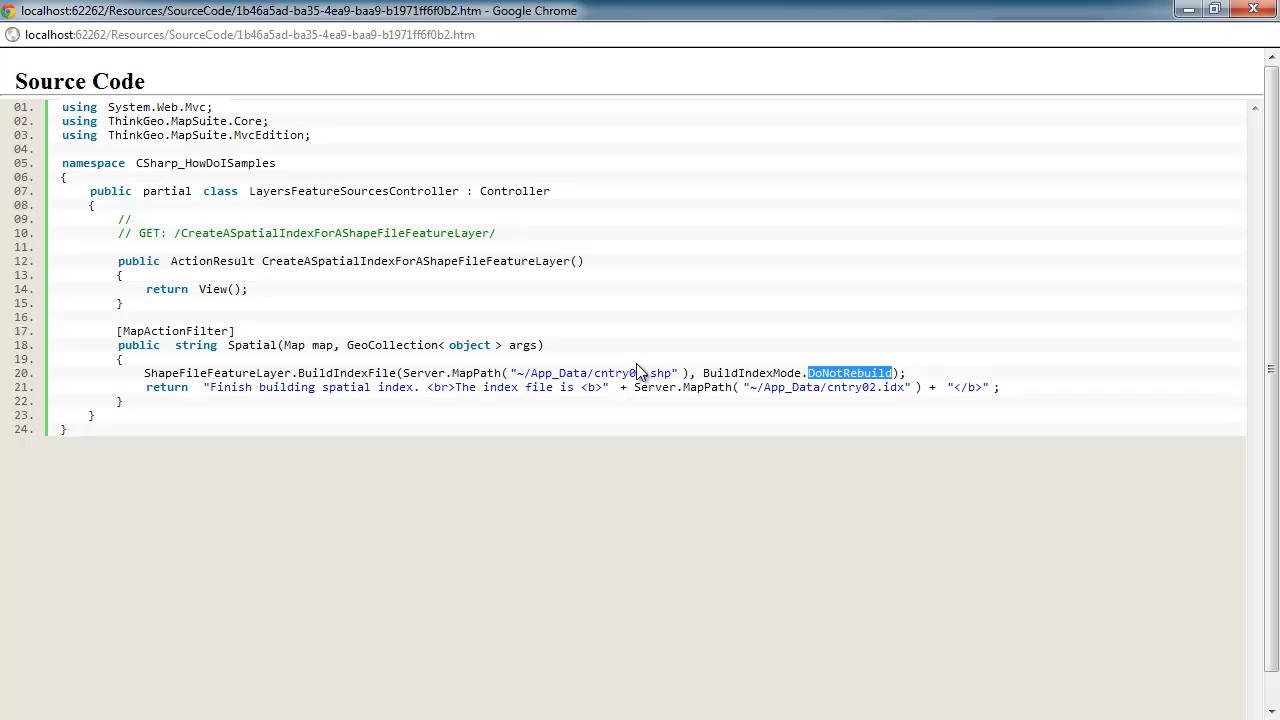 1b46a5ad-ba35-4ea9-baa9-b1971ff6f0b2.htm - Google Chrome
localhost:62262/Resources/SourceCode/1b46a5ad-ba35-4ea9-baa9-b1971ff6f0b2.htm
Source Code
01. using System.Web.Mvc;
02. using ThinkGeo.MapSuite.Core;
03. using ThinkGeo.MapSuite.MvcEdition;
04.
05. namespace CSharp_HowDoISamples
06. {
07. public partial class LayersFeatureSourcesController : Controller
08. {
09. //
10. // GET: /CreateASpatialIndexForAShapeFileFeatureLayer/
11.
12. public ActionResult CreateASpatialIndexForAShapeFileFeatureLayer()
13. {
14. return View();
15. }
16.
17. [MapActionFilter]
18. public string Spatial(Map map, GeoCollection< object > args)
19. {
20. ShapeFileFeatureLayer.BuildIndexFile(Server.MapPath( "~/App_Data/cntry0 .shp" ), BuildIndexMode.DoNotRebuild);
21. return "Finish building spatial index. <br>The index file is <b>" + Server.MapPath( "~/App_Data/cntry02.idx" ) + "</b>" ;
22. }
23. }
24. }